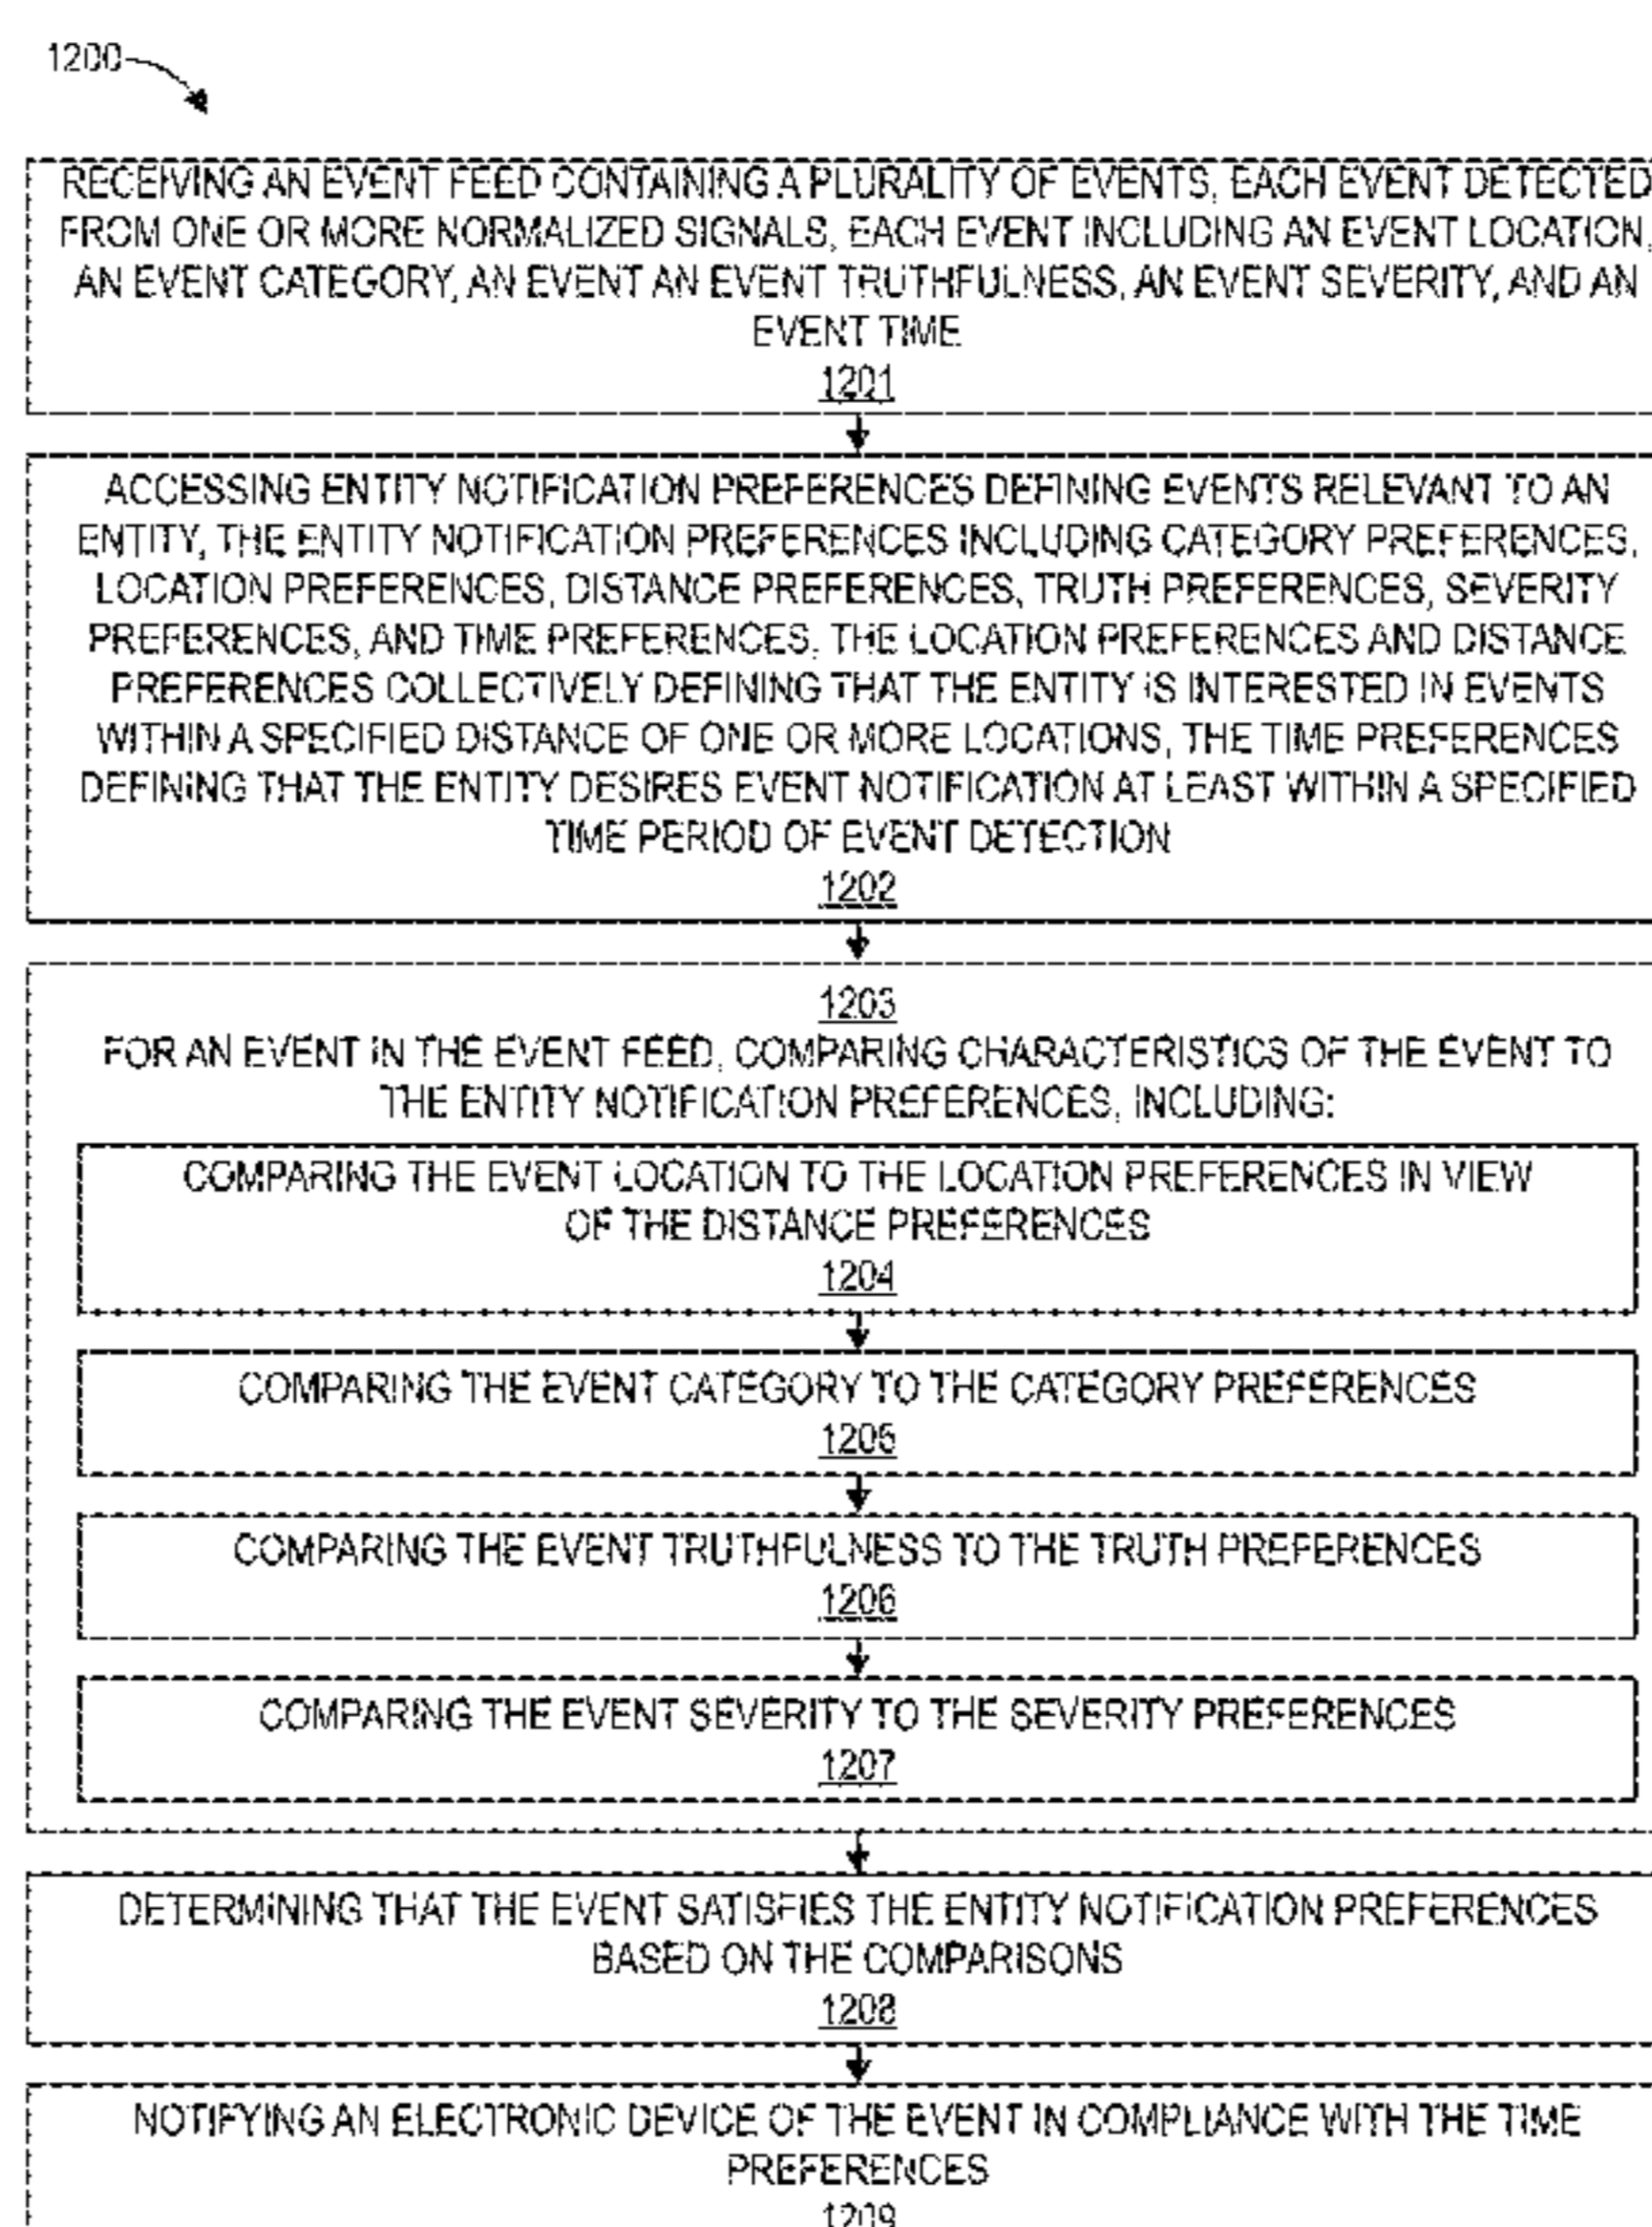 1200
RECEIVING AN EVENT FEED CONTAINING A PLURALITY OF EVENTS, EACH EVENT DETECTED
FROM ONE OR MORE NORMALIZED SIGNALS, EACH EVENT INCLUDING AN EVENT LOCATION,
AN EVENT CATEGORY, AN EVENT AN EVENT TRUTHFULNESS, AN EVENT SEVERITY, AND AN
EVENT TIME
1201
ACCESSING ENTITY NOTIFICATION PREFERENCES DEFINING EVENTS RELEVANT TO AN
ENTITY, THE ENTITY NOTIFICATION PREFERENCES INCLUDING CATEGORY PREFERENCES,
LOCATION PREFERENCES, DISTANCE PREFERENCES, TRUTH PREFERENCES, SEVERITY
PREFERENCES, AND TIME PREFERENCES, THE LOCATION PREFERENCES AND DISTANCE
PREFERENCES COLLECTIVELY DEFINING THAT THE ENTITY IS INTERESTED IN EVENTS
WITHIN A SPECIFIED DISTANCE OF ONE OR MORE LOCATIONS, THE TIME PREFERENCES
DEFINING THAT THE ENTITY DESIRES EVENT NOTIFICATION AT LEAST WITHIN A SPECIFIED
TIME PERIOD OF EVENT DETECTION
1202
1203
FOR AN EVENT IN THE EVENT FEED, COMPARING CHARACTERISTICS OF THE EVENT TO
THE ENTITY NOTIFICATION PREFERENCES, INCLUDING:
COMPARING THE EVENT LOCATION TO THE LOCATION PREFERENCES IN VIEW
OF THE DISTANCE PREFERENCES
1204
COMPARING THE EVENT CATEGORY TO THE CATEGORY PREFERENCES
1205
COMPARING THE EVENT TRUTHFULNESS TO THE TRUTH PREFERENCES
1206
COMPARING THE EVENT SEVERITY TO THE SEVERITY PREFERENCES
1207
DETERMINING THAT THE EVENT SATISFIES THE ENTITY NOTIFICATION PREFERENCES
BASED ON THE COMPARISONS
1208
NOTIFYING AN ELECTRONIC DEVICE OF THE EVENT IN COMPLIANCE WITH THE TIME
PREFERENCES
1209